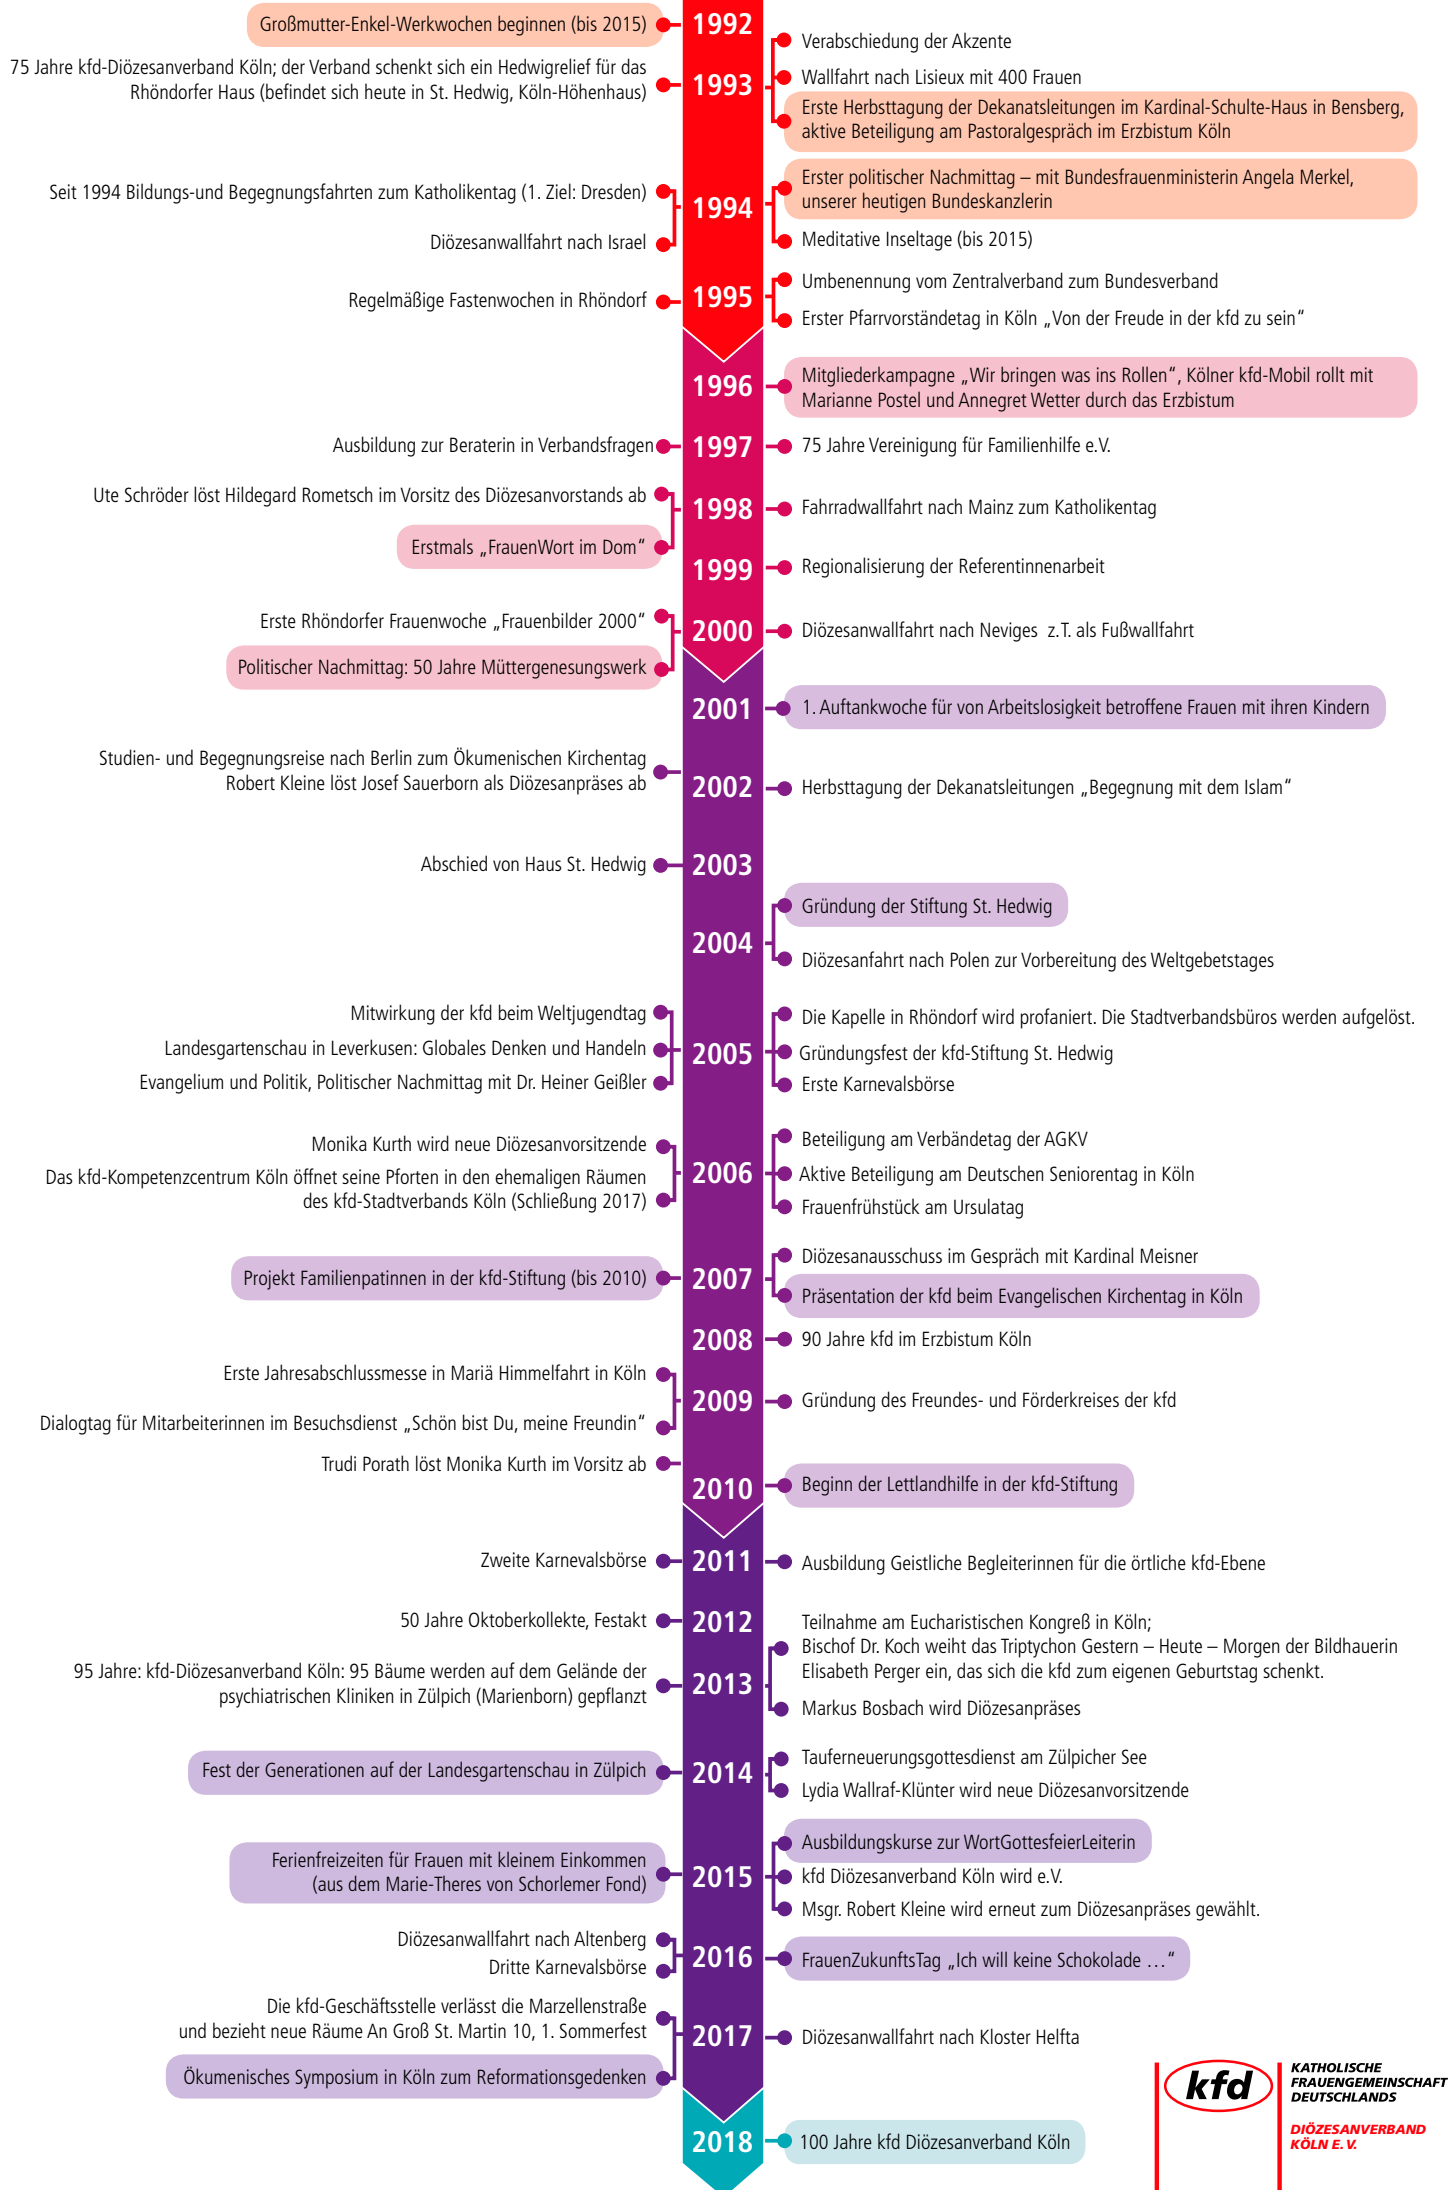 Großmutter-Enkel-Werkwochen beginnen (bis 2015)
1992
75 Jahre kfd-Diözesanverband Köln; der Verband schenkt sich ein Hedwigrelief für das
Rhöndorfer Haus (befindet sich heute in St. Hedwig, Köln-Höhenhaus)
1993
Verabschiedung der Akzente
Wallfahrt nach Lisieux mit 400 Frauen
Erste Herbsttagung der Dekanatsleitungen im Kardinal-Schulte-Haus in Bensberg,
aktive Beteiligung am Pastoralgespräch im Erzbistum Köln
Seit 1994 Bildungs-und Begegnungsfahrten zum Katholikentag (1. Ziel: Dresden)
Diözesanwallfahrt nach Israel
1994
Erster politischer Nachmittag – mit Bundesfrauenministerin Angela Merkel,
unserer heutigen Bundeskanzlerin
Meditative Inseltage (bis 2015)
Regelmäßige Fastenwochen in Rhöndorf
1995
Umbenennung vom Zentralverband zum Bundesverband
Erster Pfarrvorständetag in Köln „Von der Freude in der kfd zu sein“
1996
Mitgliederkampagne „Wir bringen was ins Rollen“, Kölner kfd-Mobil rollt mit
Marianne Postel und Annegret Wetter durch das Erzbistum
Ausbildung zur Beraterin in Verbandsfragen
1997
75 Jahre Vereinigung für Familienhilfe e.V.
Ute Schröder löst Hildegard Rometsch im Vorsitz des Diözesanvorstands ab
Erstmals „FrauenWort im Dom“
1998
Fahrradwallfahrt nach Mainz zum Katholikentag
1999
Regionalisierung der Referentinnenarbeit
Erste Rhöndorfer Frauenwoche „Frauenbilder 2000“
Politischer Nachmittag: 50 Jahre Müttergenesungswerk
2000
Diözesanwallfahrt nach Neviges z.T. als Fußwallfahrt
2001
1. Auftankwoche für von Arbeitslosigkeit betroffene Frauen mit ihren Kindern
Studien- und Begegnungsreise nach Berlin zum Ökumenischen Kirchentag
Robert Kleine löst Josef Sauerborn als Diözesanpräses ab
2002
Herbsttagung der Dekanatsleitungen „Begegnung mit dem Islam“
Abschied von Haus St. Hedwig
2003
2004
Gründung der Stiftung St. Hedwig
Diözesanfahrt nach Polen zur Vorbereitung des Weltgebetstages
Mitwirkung der kfd beim Weltjugendtag
Landesgartenschau in Leverkusen: Globales Denken und Handeln
Evangelium und Politik, Politischer Nachmittag mit Dr. Heiner Geißler
2005
Die Kapelle in Rhöndorf wird profaniert. Die Stadtverbandsbüros werden aufgelöst.
Gründungsfest der kfd-Stiftung St. Hedwig
Erste Karnevalsbörse
Monika Kurth wird neue Diözesanvorsitzende
Das kfd-Kompetenzcentrum Köln öffnet seine Pforten in den ehemaligen Räumen
des kfd-Stadtverbands Köln (Schließung 2017)
2006
Beteiligung am Verbändetag der AGKV
Aktive Beteiligung am Deutschen Seniorentag in Köln
Frauenfrühstück am Ursulatag
Projekt Familienpatinnen in der kfd-Stiftung (bis 2010)
2007
Diözesanausschuss im Gespräch mit Kardinal Meisner
Präsentation der kfd beim Evangelischen Kirchentag in Köln
2008
90 Jahre kfd im Erzbistum Köln
Erste Jahresabschlussmesse in Mariä Himmelfahrt in Köln
Dialogtag für Mitarbeiterinnen im Besuchsdienst „Schön bist Du, meine Freundin“
2009
Gründung des Freundes- und Förderkreises der kfd
Trudi Porath löst Monika Kurth im Vorsitz ab
2010
Beginn der Lettlandhilfe in der kfd-Stiftung
Zweite Karnevalsbörse
2011
Ausbildung Geistliche Begleiterinnen für die örtliche kfd-Ebene
50 Jahre Oktoberkollekte, Festakt
2012
95 Jahre: kfd-Diözesanverband Köln: 95 Bäume werden auf dem Gelände der
psychiatrischen Kliniken in Zülpich (Marienborn) gepflanzt
2013
Teilnahme am Eucharistischen Kongreß in Köln;
Bischof Dr. Koch weiht das Triptychon Gestern – Heute – Morgen der Bildhauerin
Elisabeth Perger ein, das sich die kfd zum eigenen Geburtstag schenkt.
Markus Bosbach wird Diözesanpräses
Fest der Generationen auf der Landesgartenschau in Zülpich
2014
Tauferneuerungsgottesdienst am Zülpicher See
Lydia Wallraf-Klünter wird neue Diözesanvorsitzende
Ferienfreizeiten für Frauen mit kleinem Einkommen
(aus dem Marie-Theres von Schorlemer Fond)
2015
Ausbildungskurse zur WortGottesfeierLeiterin
kfd Diözesanverband Köln wird e.V.
Msgr. Robert Kleine wird erneut zum Diözesanpräses gewählt.
Diözesanwallfahrt nach Altenberg
Dritte Karnevalsbörse
2016
FrauenZukunftsTag „Ich will keine Schokolade …“
Die kfd-Geschäftsstelle verlässt die Marzellenstraße
und bezieht neue Räume An Groß St. Martin 10, 1. Sommerfest
Ökumenisches Symposium in Köln zum Reformationsgedenken
2017
Diözesanwallfahrt nach Kloster Helfta
2018
100 Jahre kfd Diözesanverband Köln
kfd
KATHOLISCHE
FRAUENGEMEINSCHAFT
DEUTSCHLANDS
DIÖZESANVERBAND
KÖLN E. V.